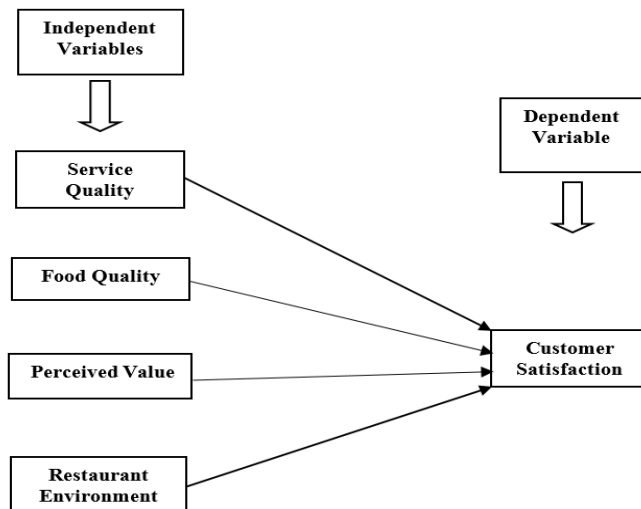 Independent
Variables
Dependent
Variable
Service
Quality
Food Quality
Perceived Value
Customer
Satisfaction
Restaurant
Environment